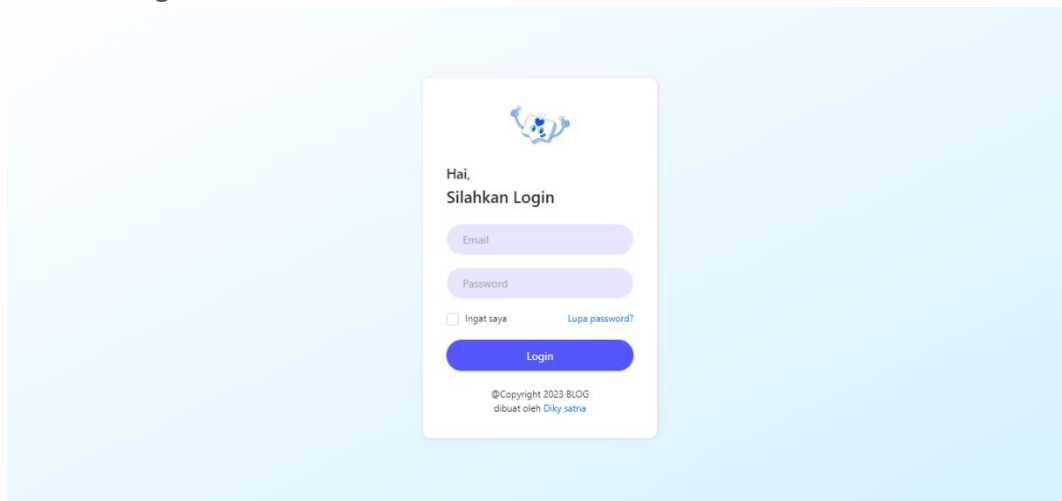 Hai,
Silahkan Login
Email
Password
Ingat saya Lupa password?
Login
@Copyright 2023 BLOG
dibuat oleh Diky satria